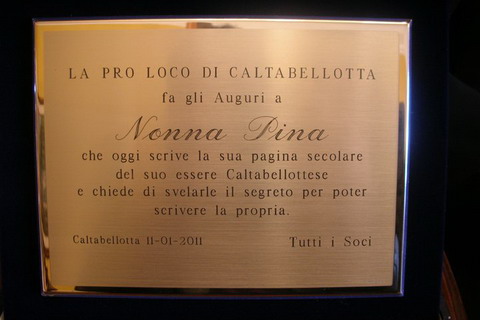 LA PRO LOCO DI CALTABELLOTTA
fa gli Auguri a
Nonna Pina
che oggi scrive la sua pagina secolare
del suo essere Caltabellottese
e chiede di svelarle il segreto per poter
scrivere la propria.
Caltabellotta 11-01-2011 Tutti i Soci